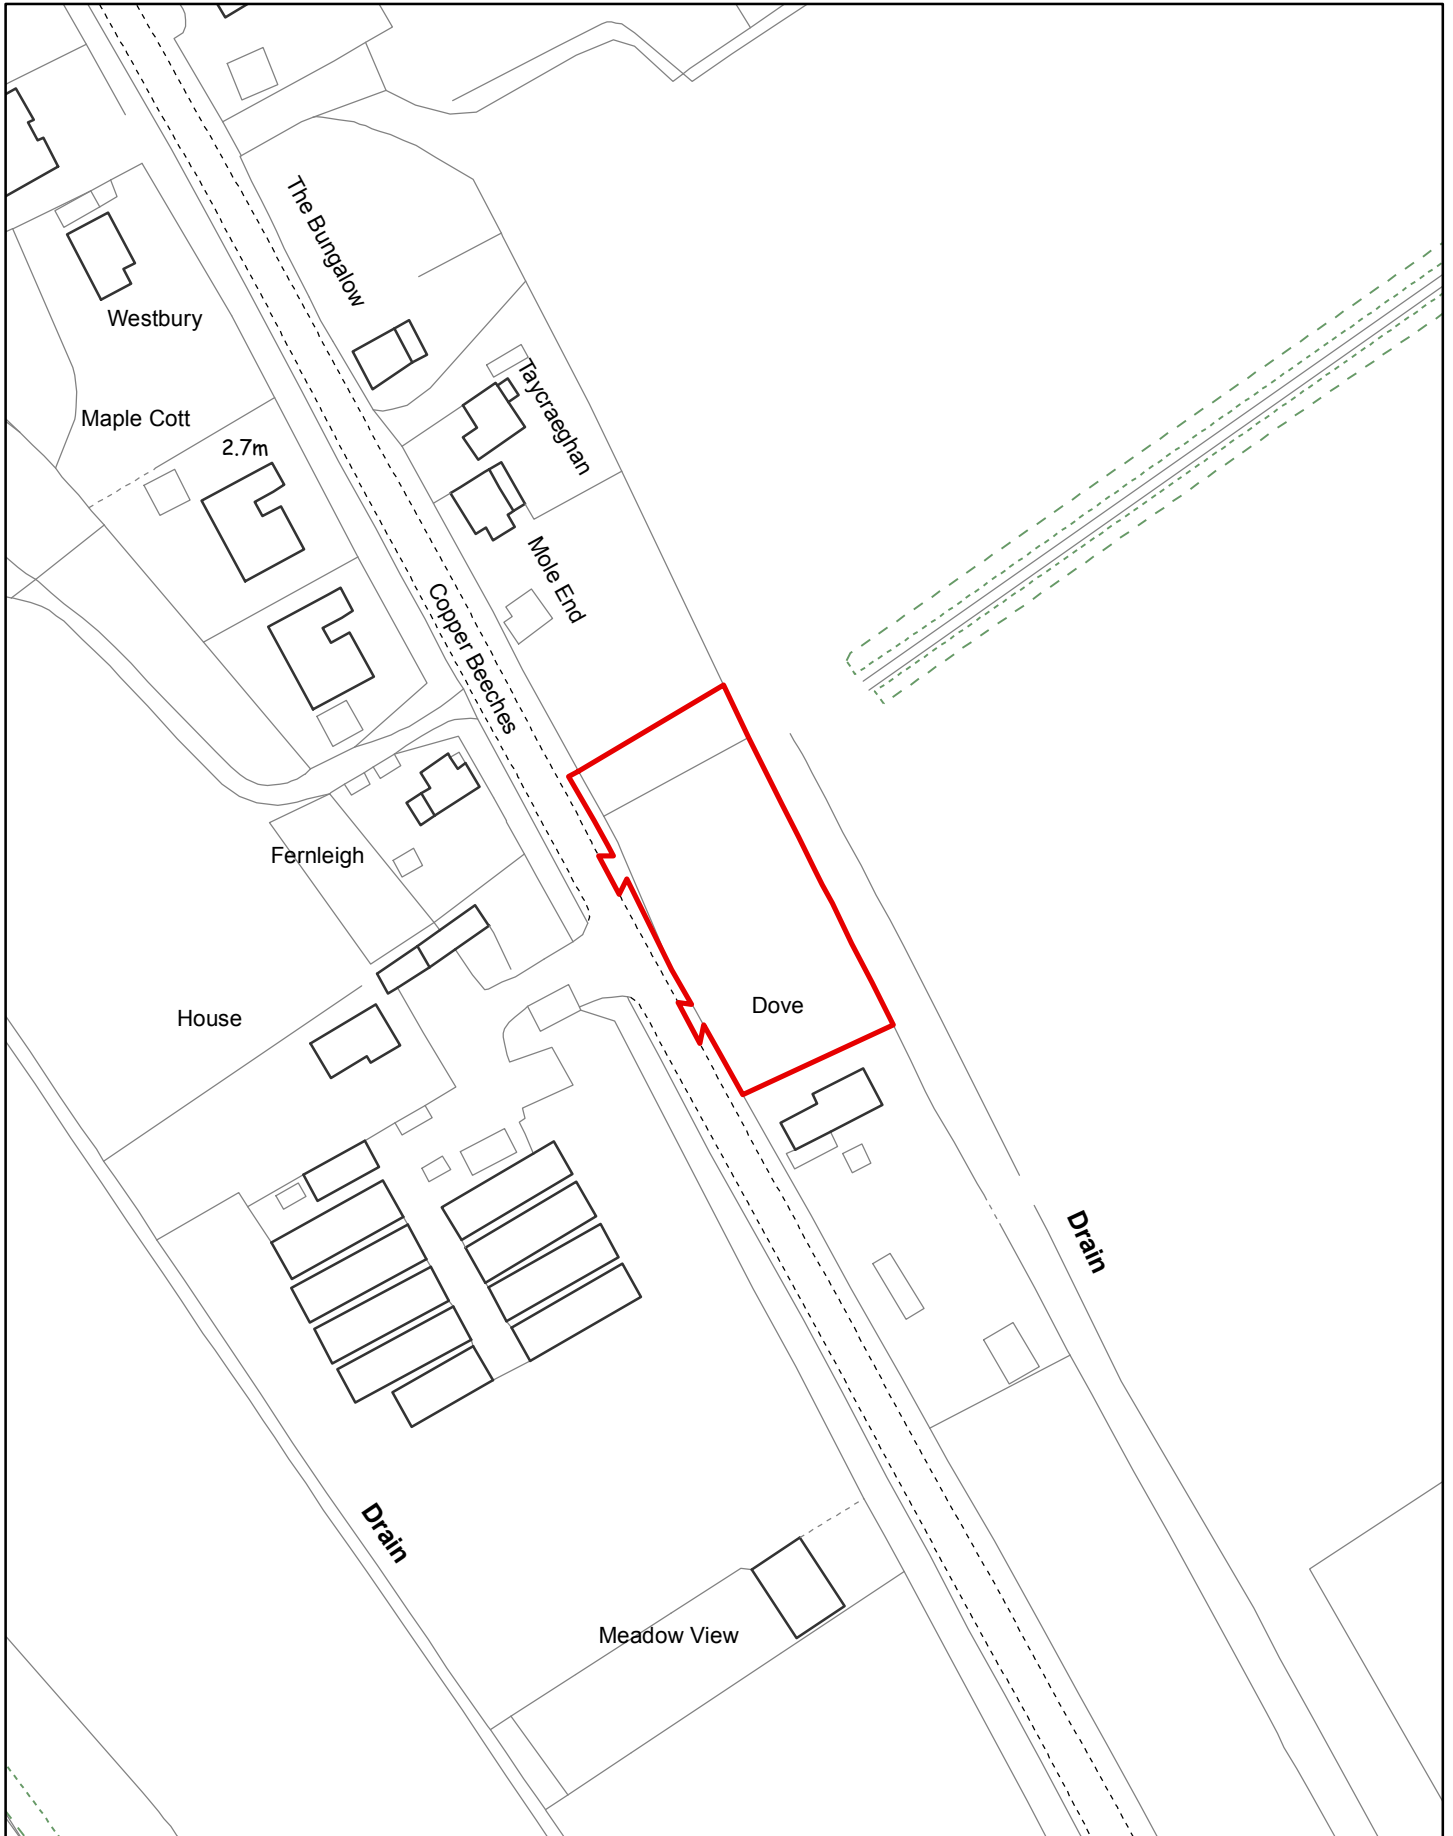 The Bungalow
Westbury
Taycraeghan
Maple Cott
2.7m
Mole End
Copper Beeches
Fernleigh
Dove
House
Drain
Drain
Meadow View